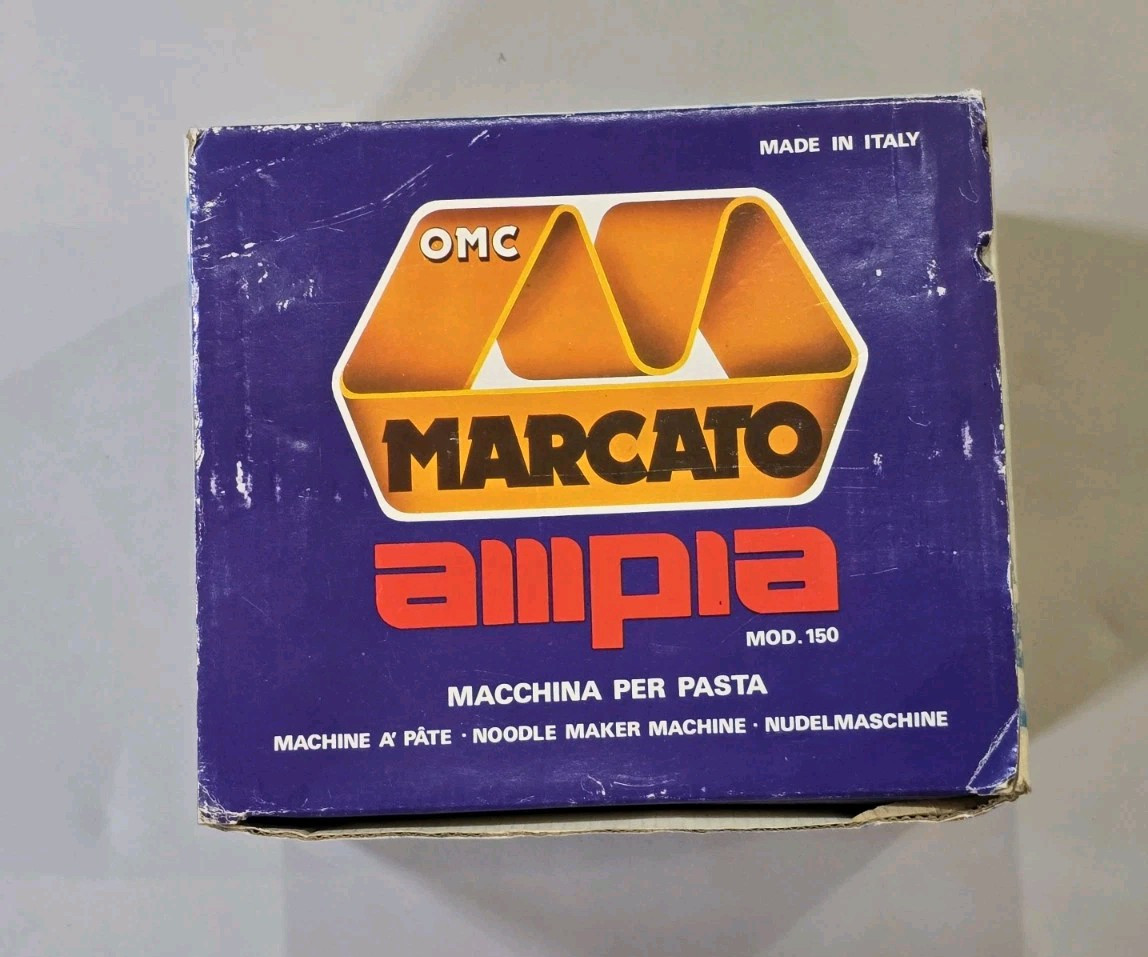 MADE IN ITALY
OMC
MARCATO
ampia
MOD. 150
MACCHINA PER PASTA
MACHINE A' PÂTE · NOODLE MAKER MACHINE · NUDELMASCHINE